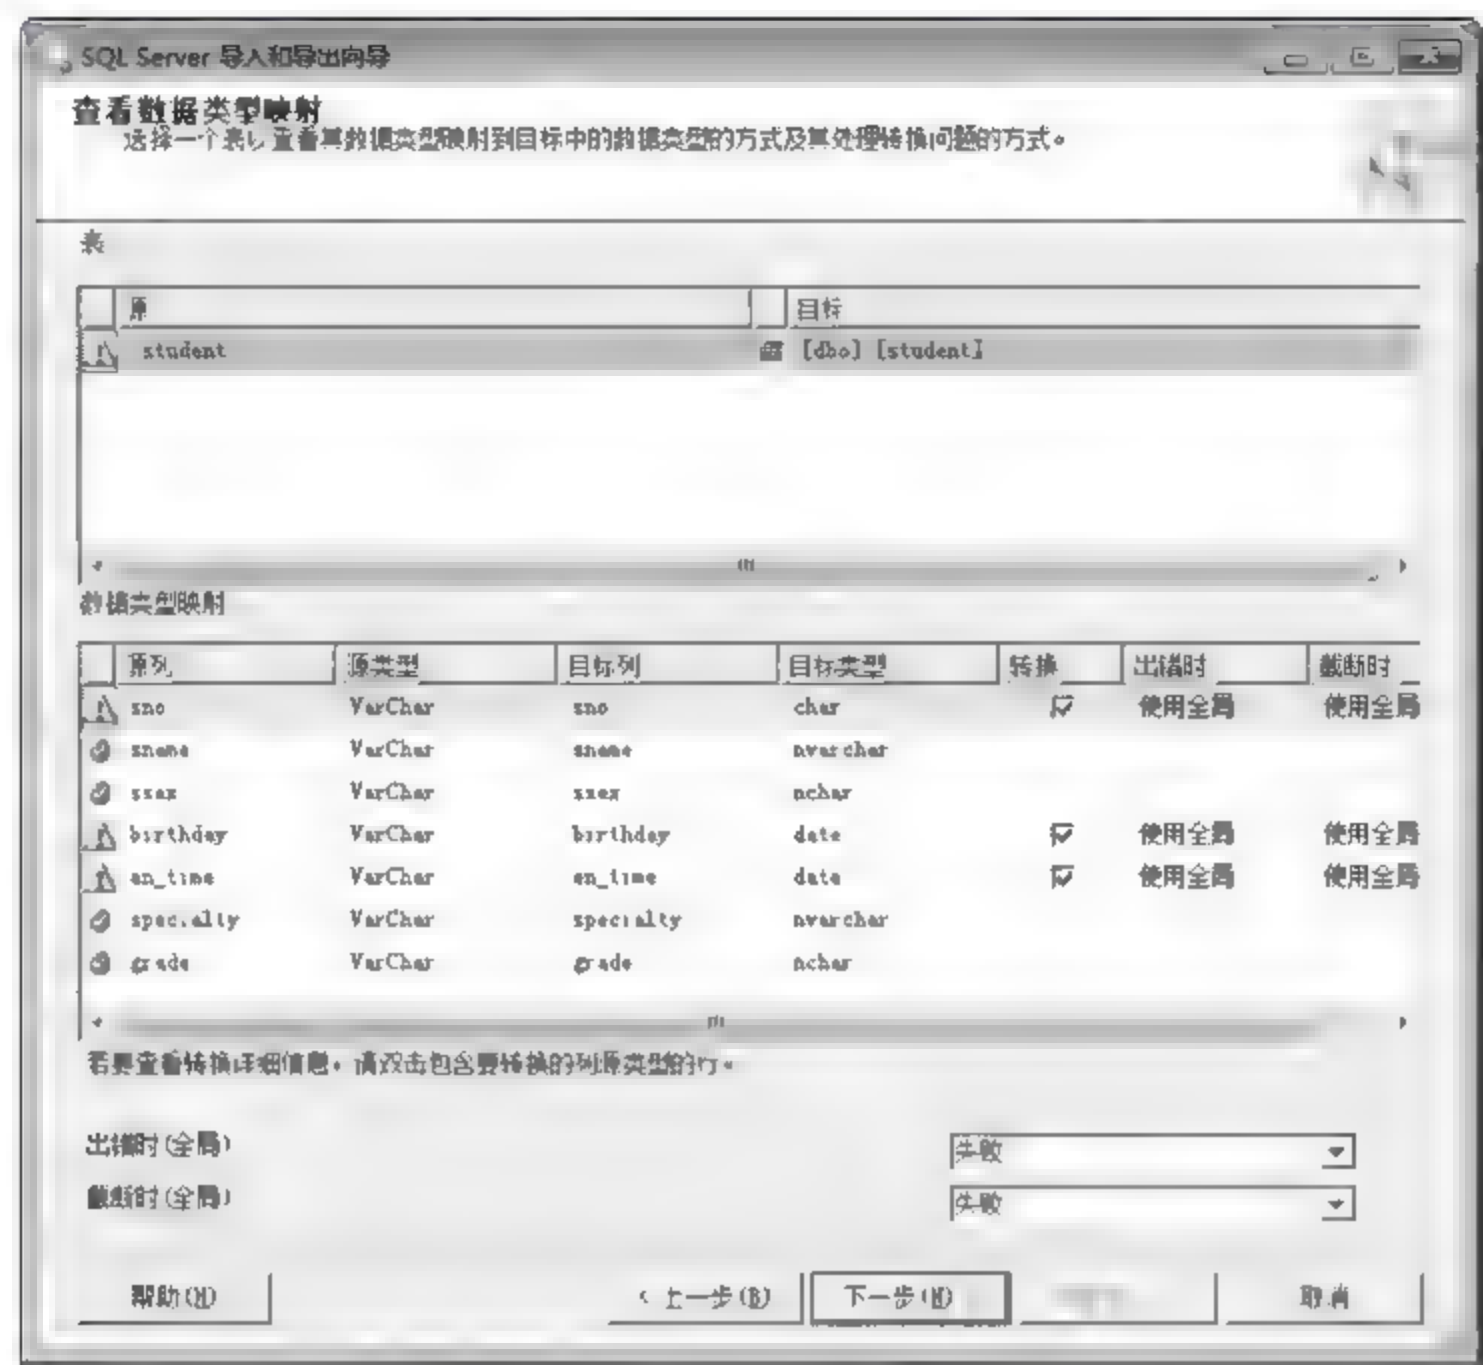 SQL Server 导入和导出向导
查看数据类型映射
选择一个表以查看其数据类型映射到目标中的数据类型的方式及其处理转换问题的方式。
表
原 目标
student [dbo] [student]
数据类型映射
原列 源类型 目标列 目标类型 转换 出错时 截断时
sno VarChar sno char 使用全局 使用全局
sname VarChar sname nvarchar
ssex VarChar ssex nchar
birthday VarChar birthday date 使用全局 使用全局
en_time VarChar en_time date 使用全局 使用全局
specialty VarChar specialty nvarchar
grade VarChar grade nchar
若要查看转换详细信息,请双击包含要转换的列源类型的行。
出错时(全局) 失败
截断时(全局) 失败
帮助(H) < 上一步(B) 下一步(N) 取消